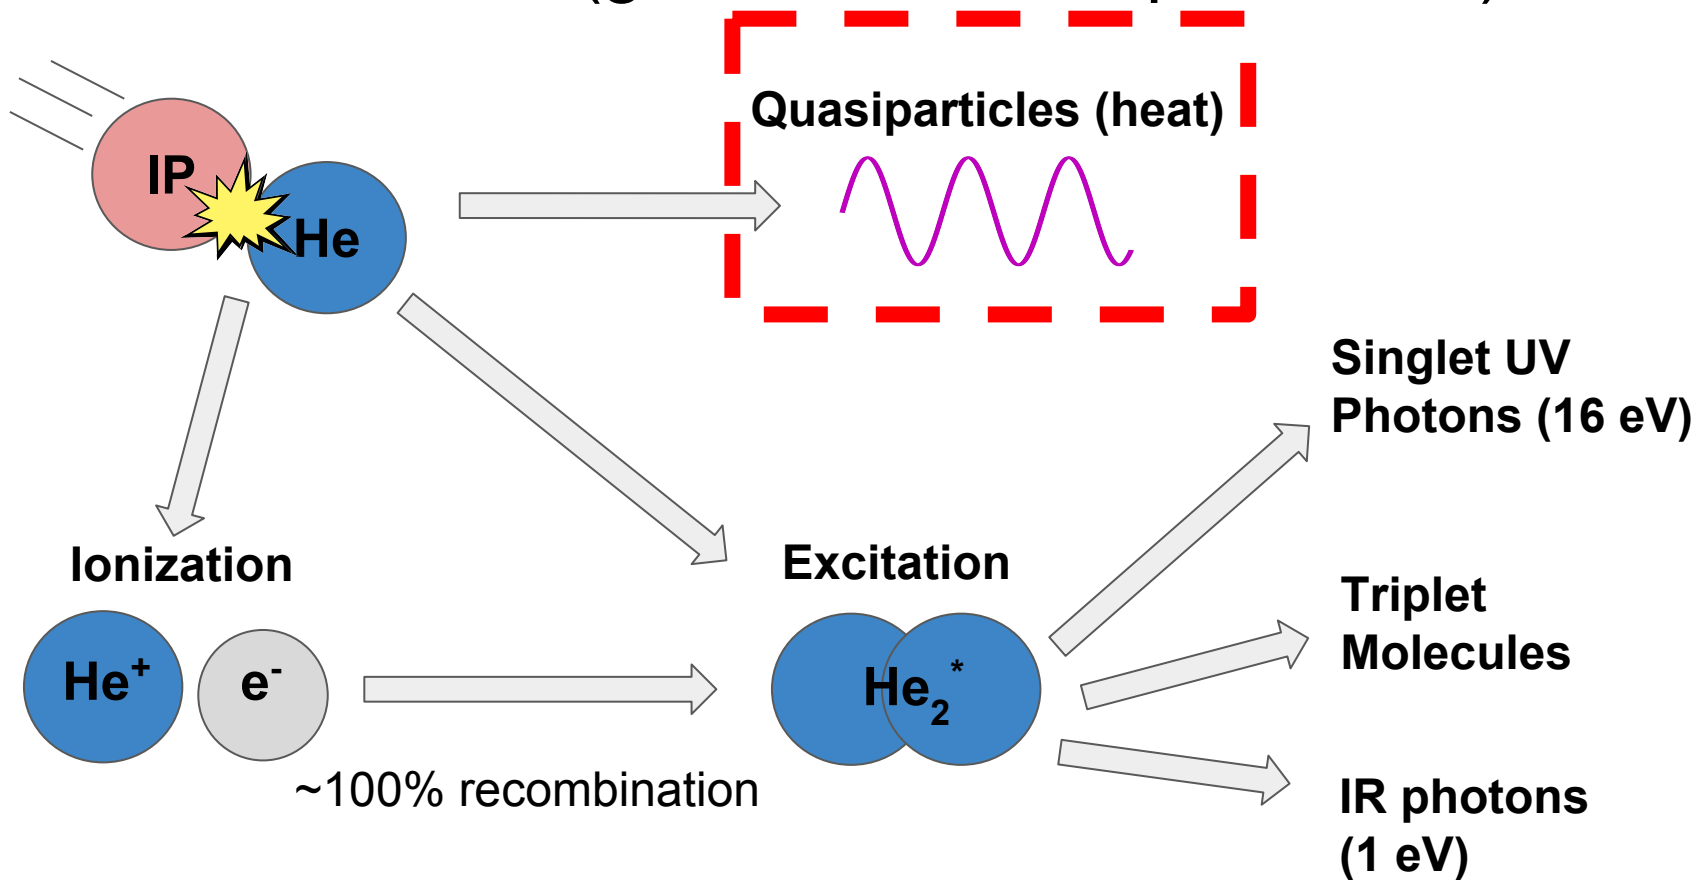 Quasiparticles (heat)
IP
He
Singlet UV
Photons (16 eV)
Ionization
Excitation
He⁺
e⁻
He₂*
Triplet
Molecules
~100% recombination
IR photons
(1 eV)